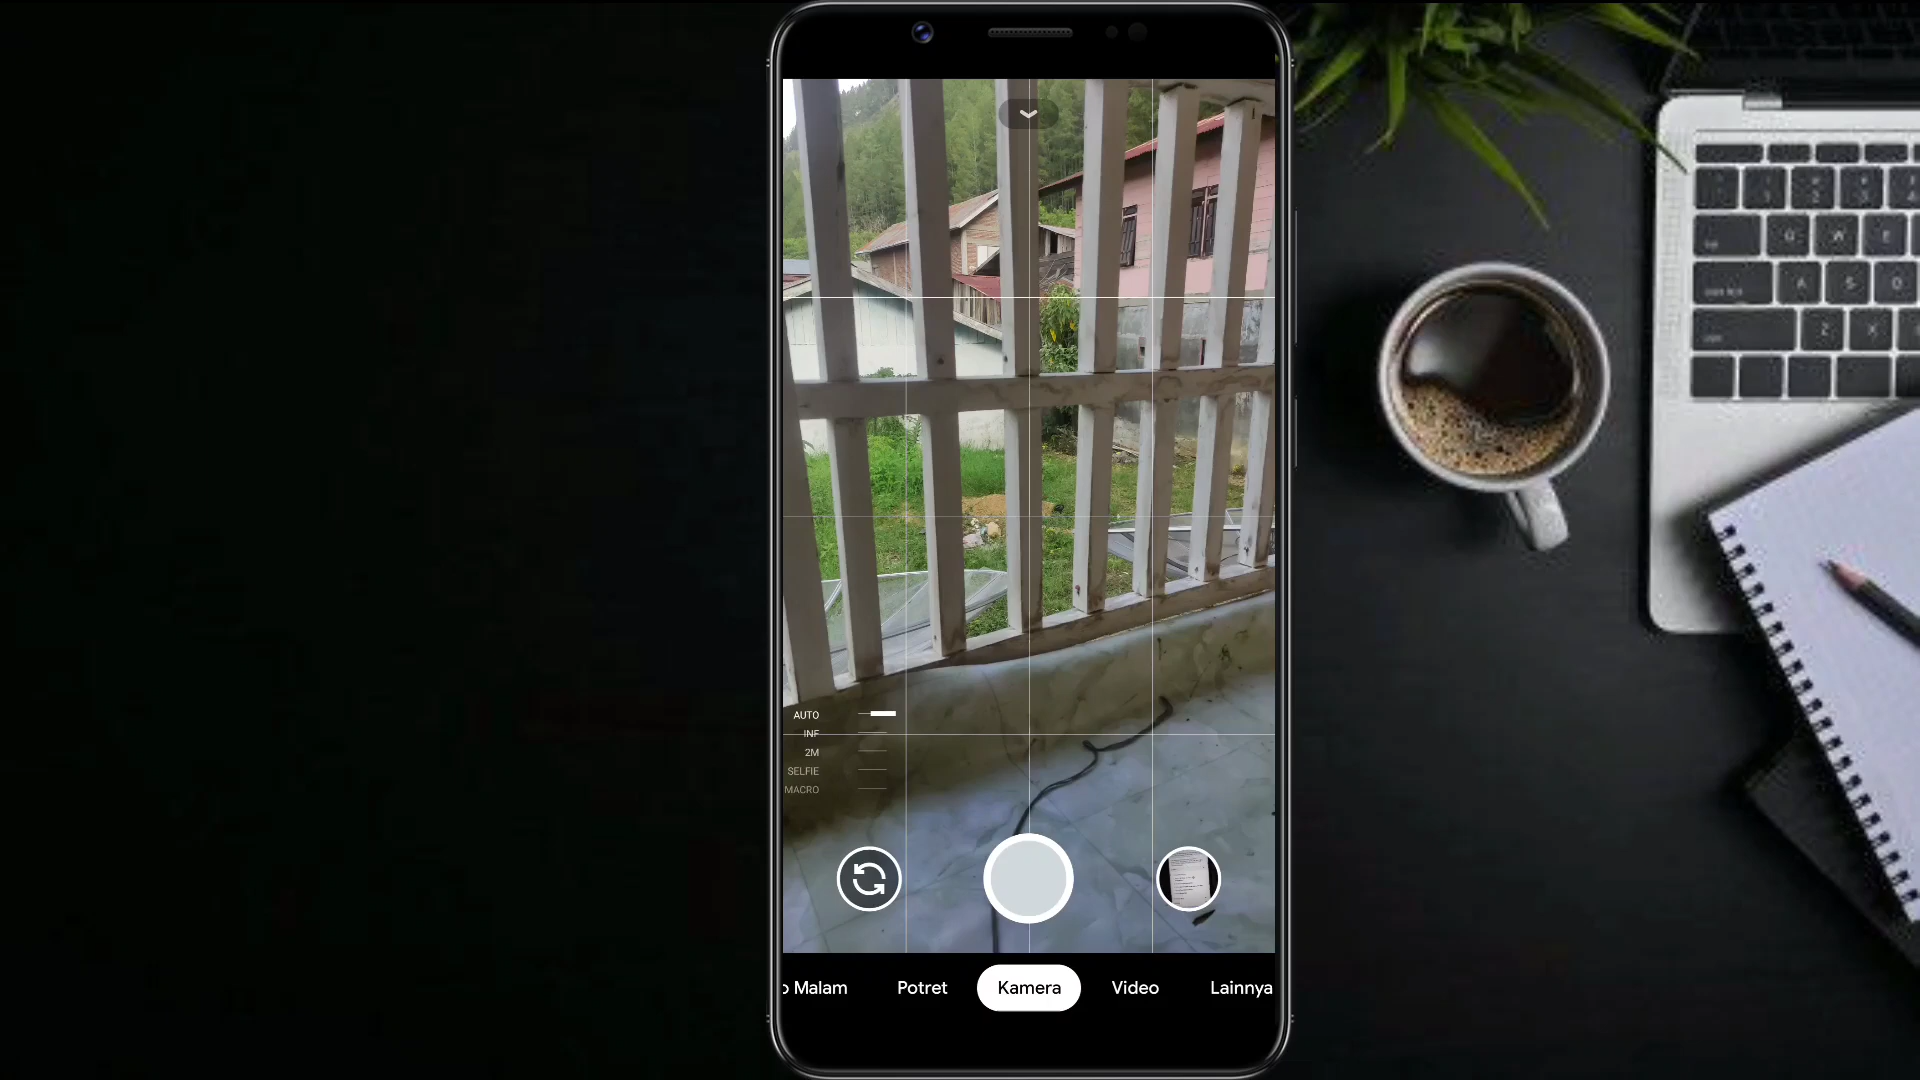 AUTO
INF
2M
SELFIE
MACRO
Malam Potret Kamera Video Lainnya
Q W E
A S D
Z X